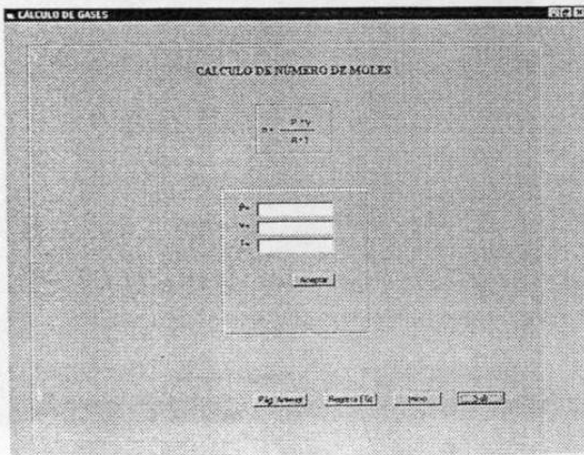 CALCULO DE GASES
CALCULO DE NÚMERO DE MOLES
n = P * V
R * T
P=
V=
T=
Aceptar
Pág. Anterior
Inicio
Salir